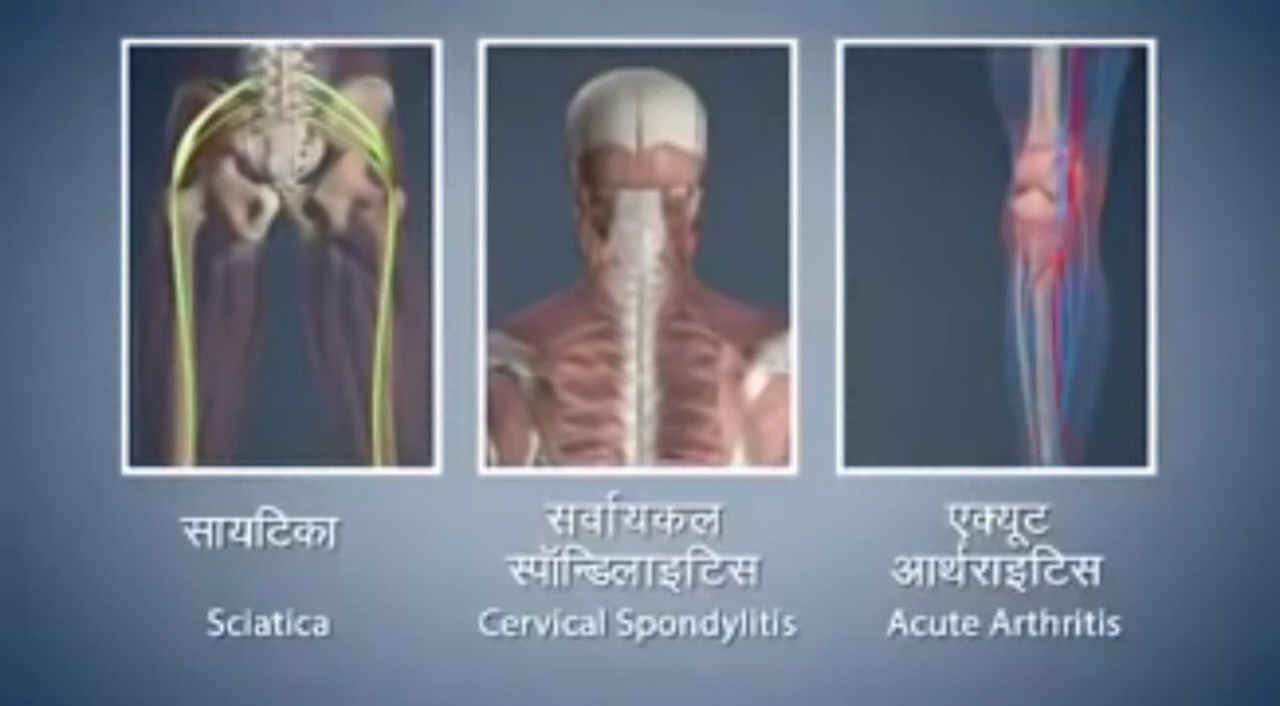 सायटिका
Sciatica
सर्वायकल
स्पॉन्डिलाइटिस
Cervical Spondylitis
एक्यूट
आर्थराइटिस
Acute Arthritis